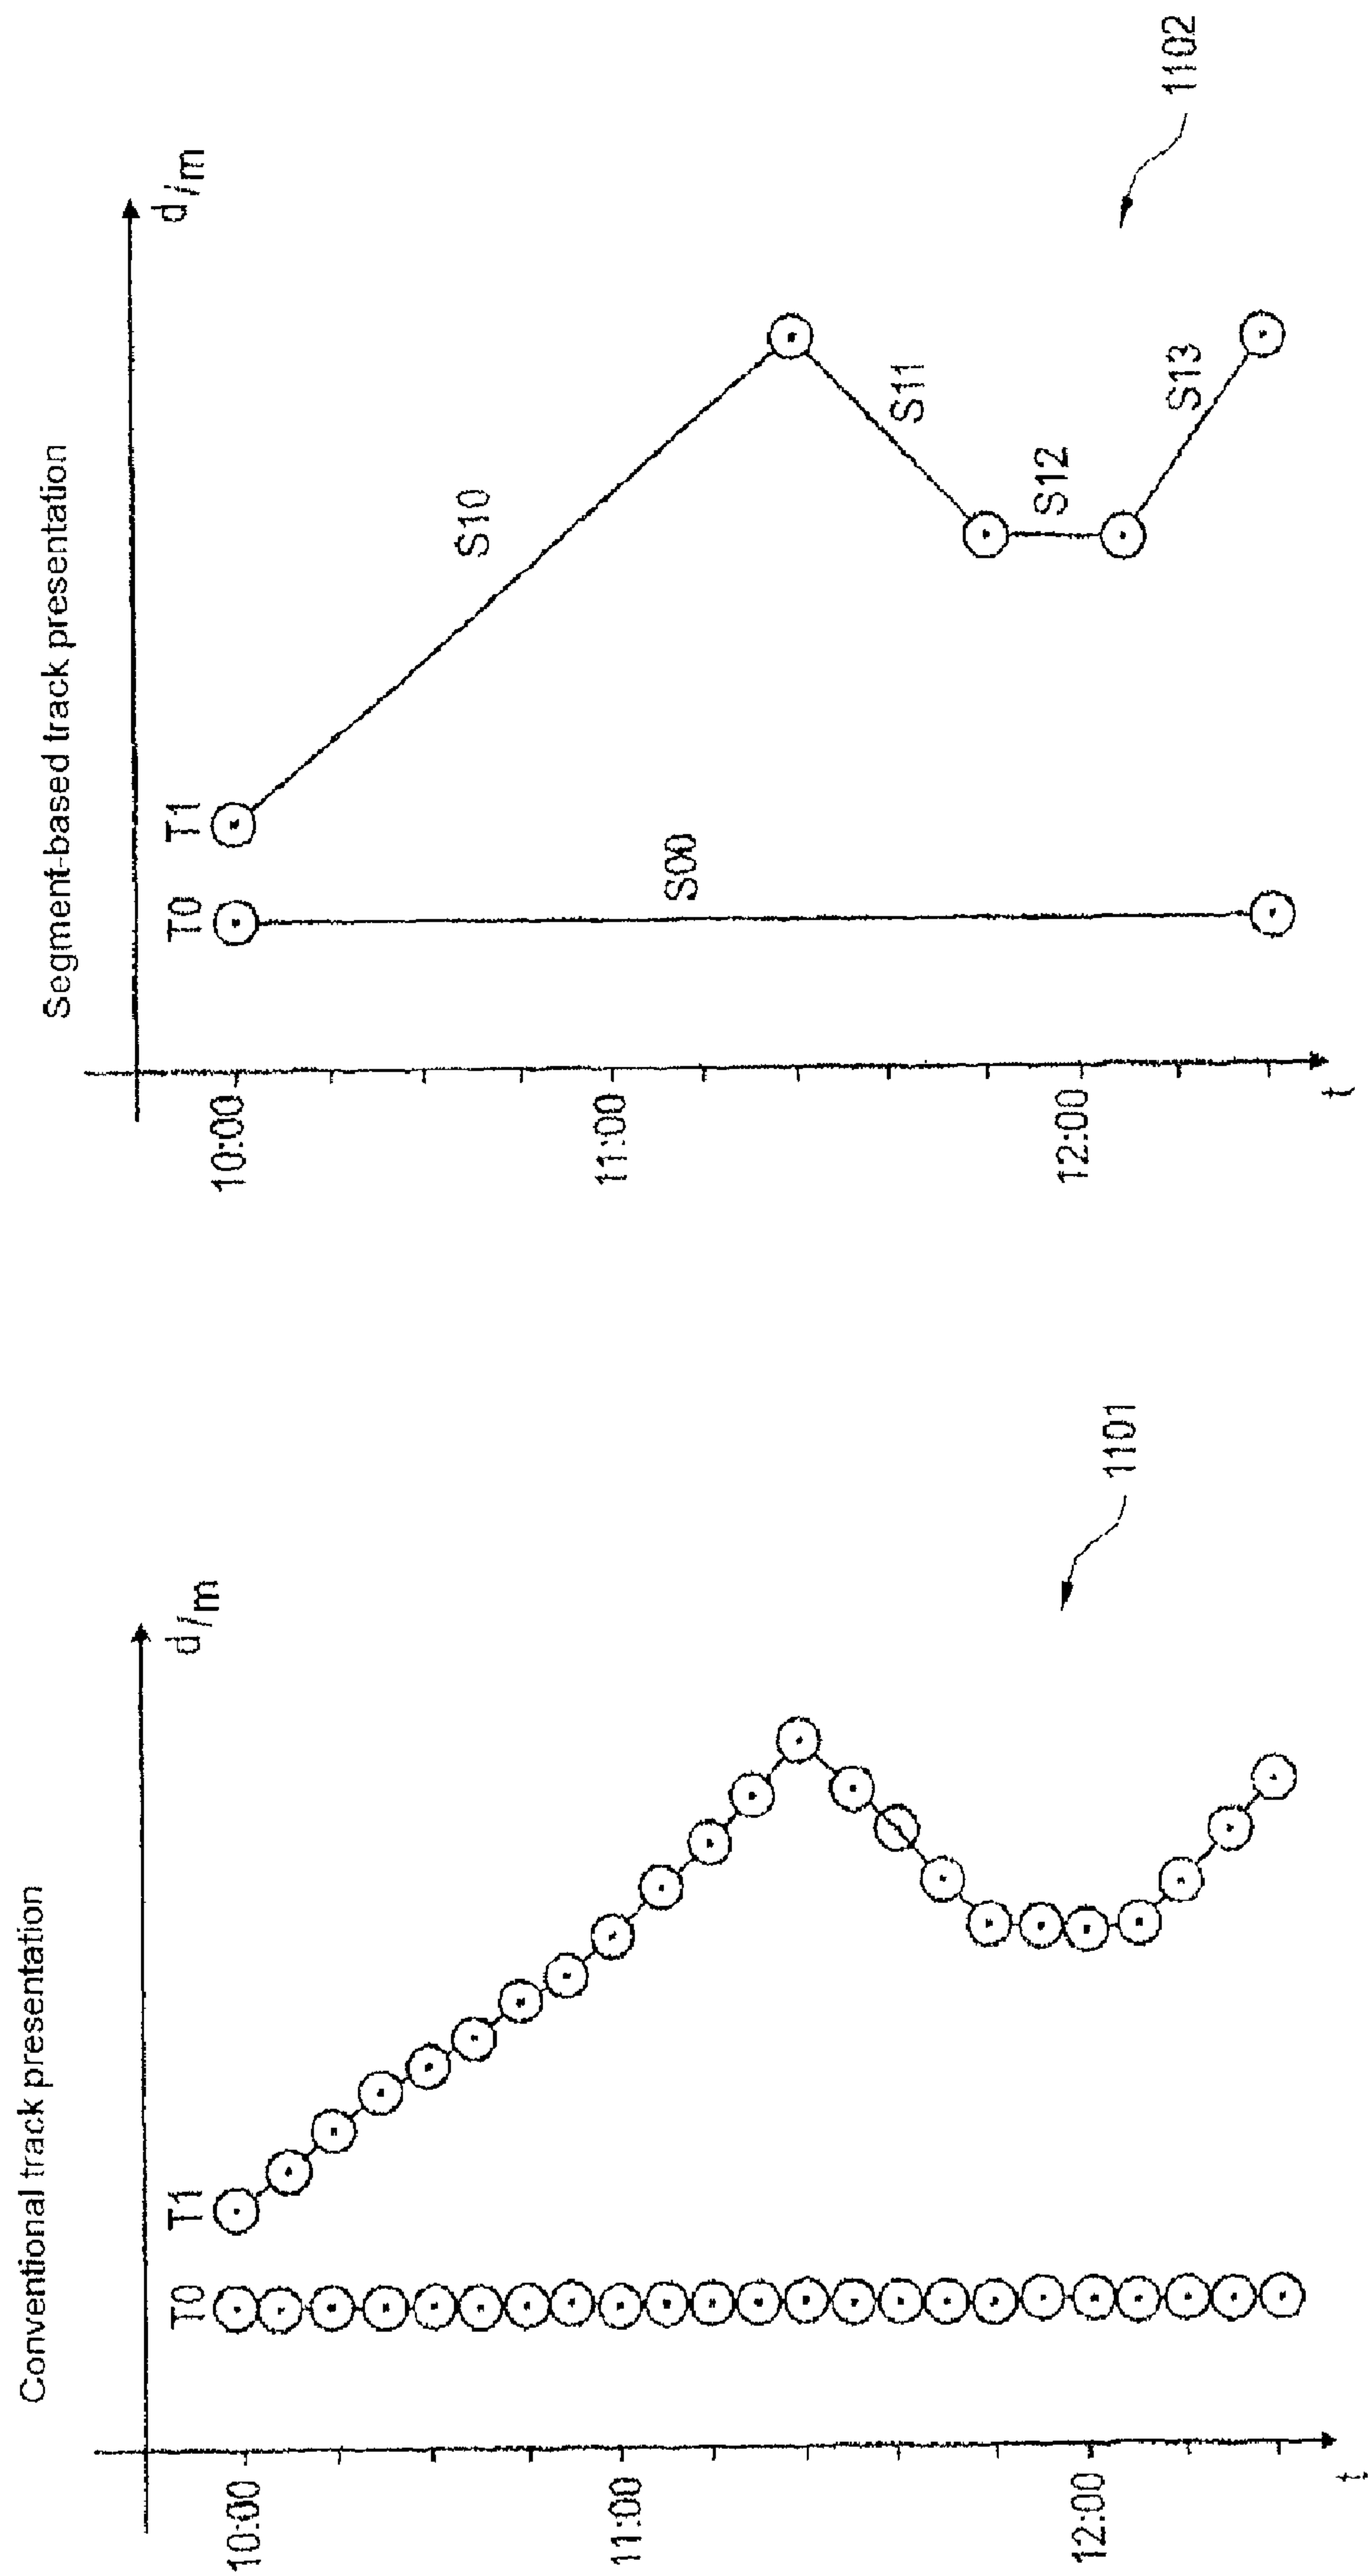 Conventional track presentation
d/m
T1
T0
10:00
11:00
12:00
t
1101
Segment-based track presentation
d/m
T1
T0
S10
S11
S12
S13
S00
10:00
11:00
12:00
t
1102